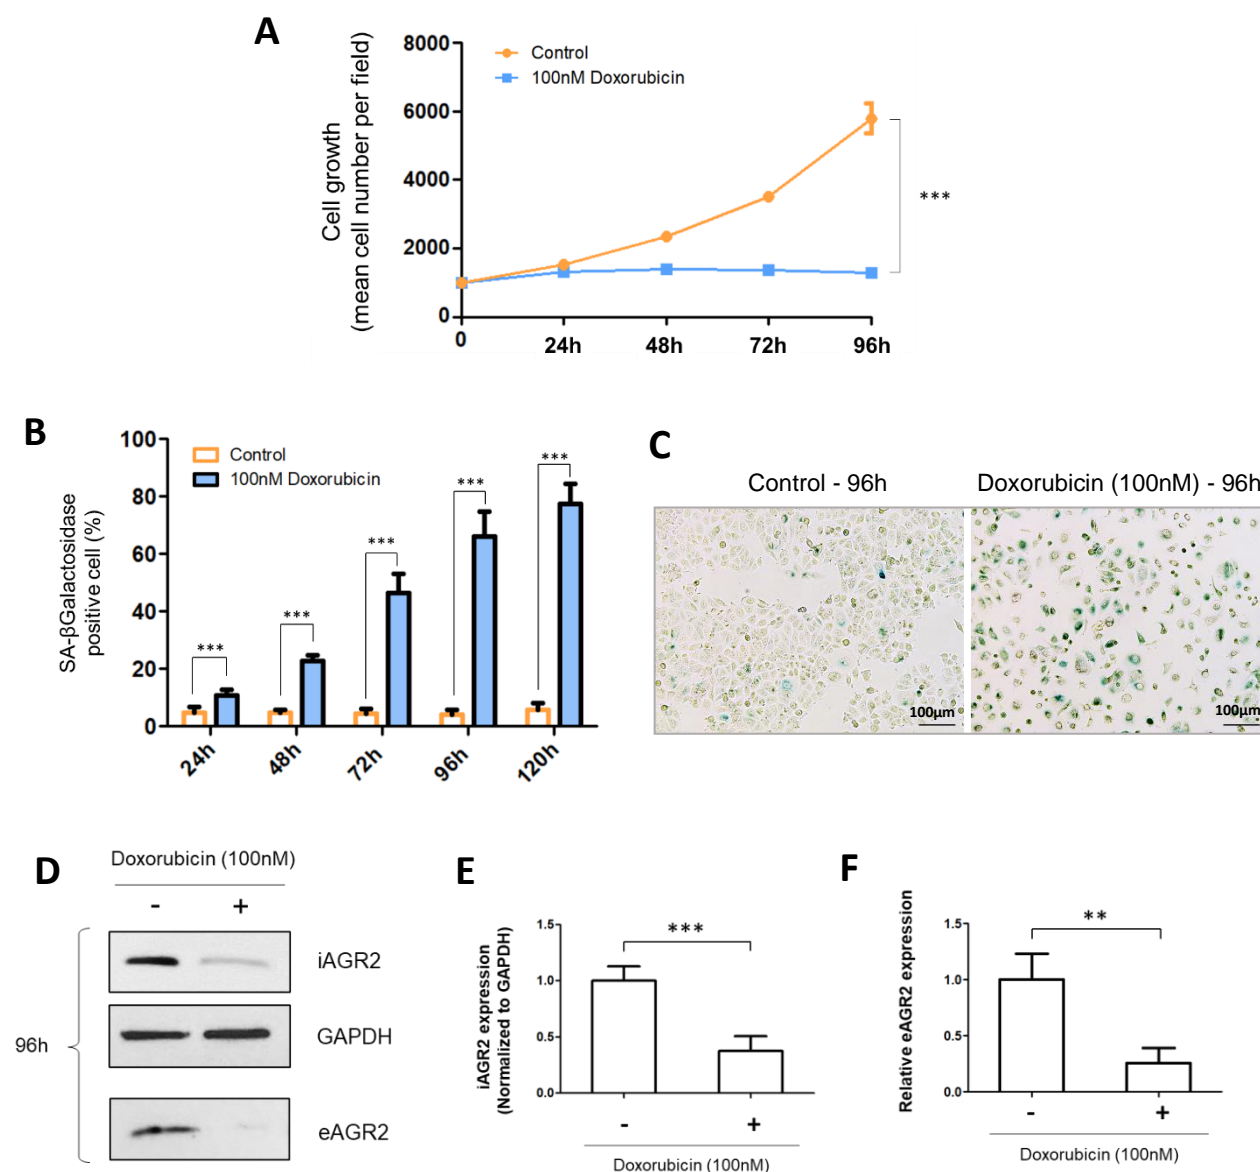 A
Cell growth
(mean cell number per field)
8000
6000
4000
2000
0
Control
100nM Doxorubicin
***
0 24h 48h 72h 96h
B
SA-βGalactosidase
positive cell (%)
100
80
60
40
20
0
Control
100nM Doxorubicin
*** *** *** *** ***
24h 48h 72h 96h 120h
C
Control - 96h Doxorubicin (100nM) - 96h
100µm 100µm
D
Doxorubicin (100nM)
- +
96h
iAGR2
GAPDH
eAGR2
E
iAGR2 expression
(Normalized to GAPDH)
1.5
1.0
0.5
0.0
***
- +
Doxorubicin (100nM)
F
Relative eAGR2 expression
1.5
1.0
0.5
0.0
**
- +
Doxorubicin (100nM)